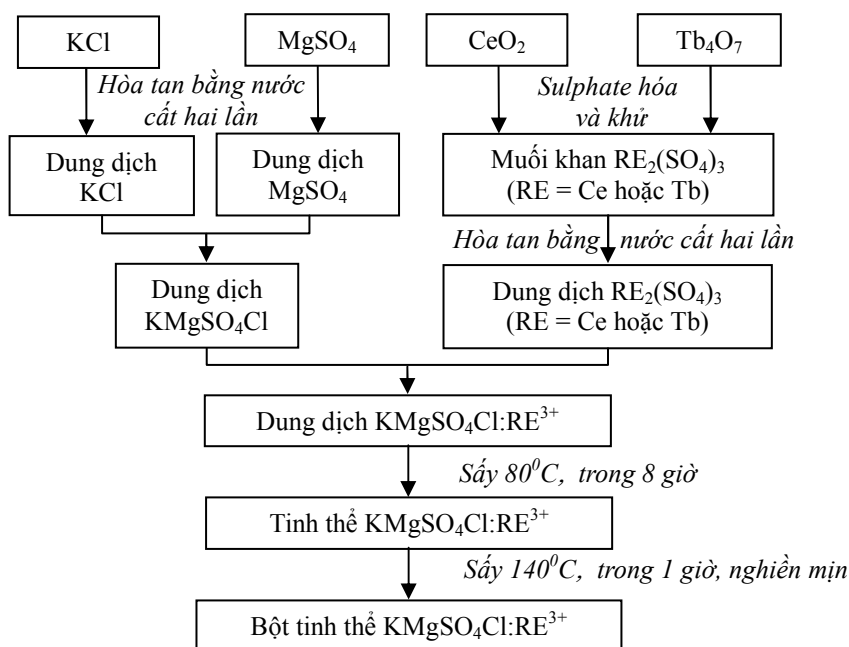 KCl
MgSO₄
CeO₂
Tb₄O₇
Hòa tan bằng nước
cất hai lần
Sulphate hóa
và khử
Dung dịch
KCl
Dung dịch
MgSO₄
Muối khan RE₂(SO₄)₃
(RE = Ce hoặc Tb)
Hòa tan bằng nước cất hai lần
Dung dịch
KMgSO₄Cl
Dung dịch RE₂(SO₄)₃
(RE = Ce hoặc Tb)
Dung dịch KMgSO₄Cl:RE³⁺
Sấy 80⁰C, trong 8 giờ
Tinh thể KMgSO₄Cl:RE³⁺
Sấy 140⁰C, trong 1 giờ, nghiền mịn
Bột tinh thể KMgSO₄Cl:RE³⁺